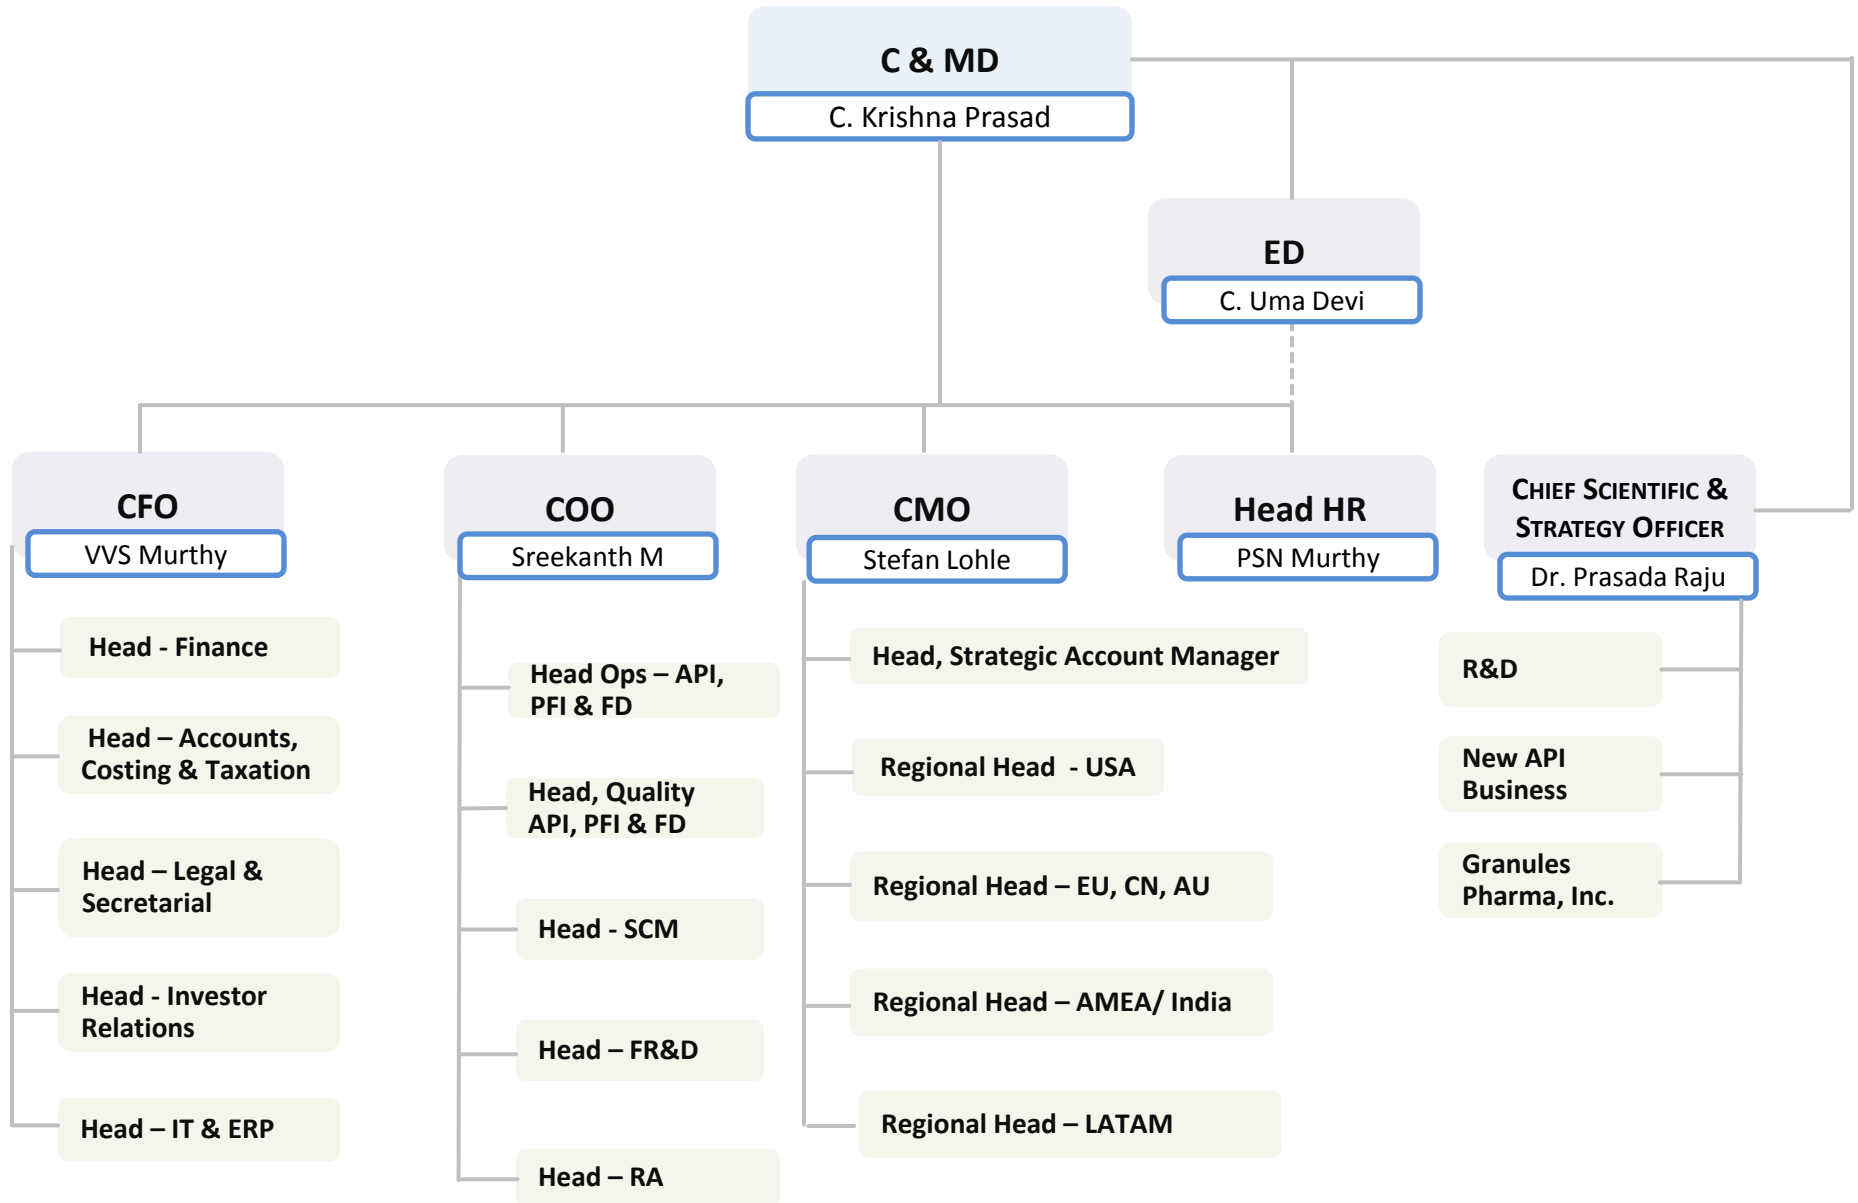 C & MD
C. Krishna Prasad
ED
C. Uma Devi
CFO
VVS Murthy
Head - Finance
Head – Accounts,
Costing & Taxation
Head – Legal &
Secretarial
Head - Investor
Relations
Head – IT & ERP
COO
Sreekanth M
Head Ops – API,
PFI & FD
Head, Quality
API, PFI & FD
Head - SCM
Head – FR&D
Head – RA
CMO
Stefan Lohle
Head, Strategic Account Manager
Regional Head  - USA
Regional Head – EU, CN, AU
Regional Head – AMEA/ India
Regional Head – LATAM
Head HR
PSN Murthy
CHIEF SCIENTIFIC &
STRATEGY OFFICER
Dr. Prasada Raju
R&D
New API
Business
Granules
Pharma, Inc.